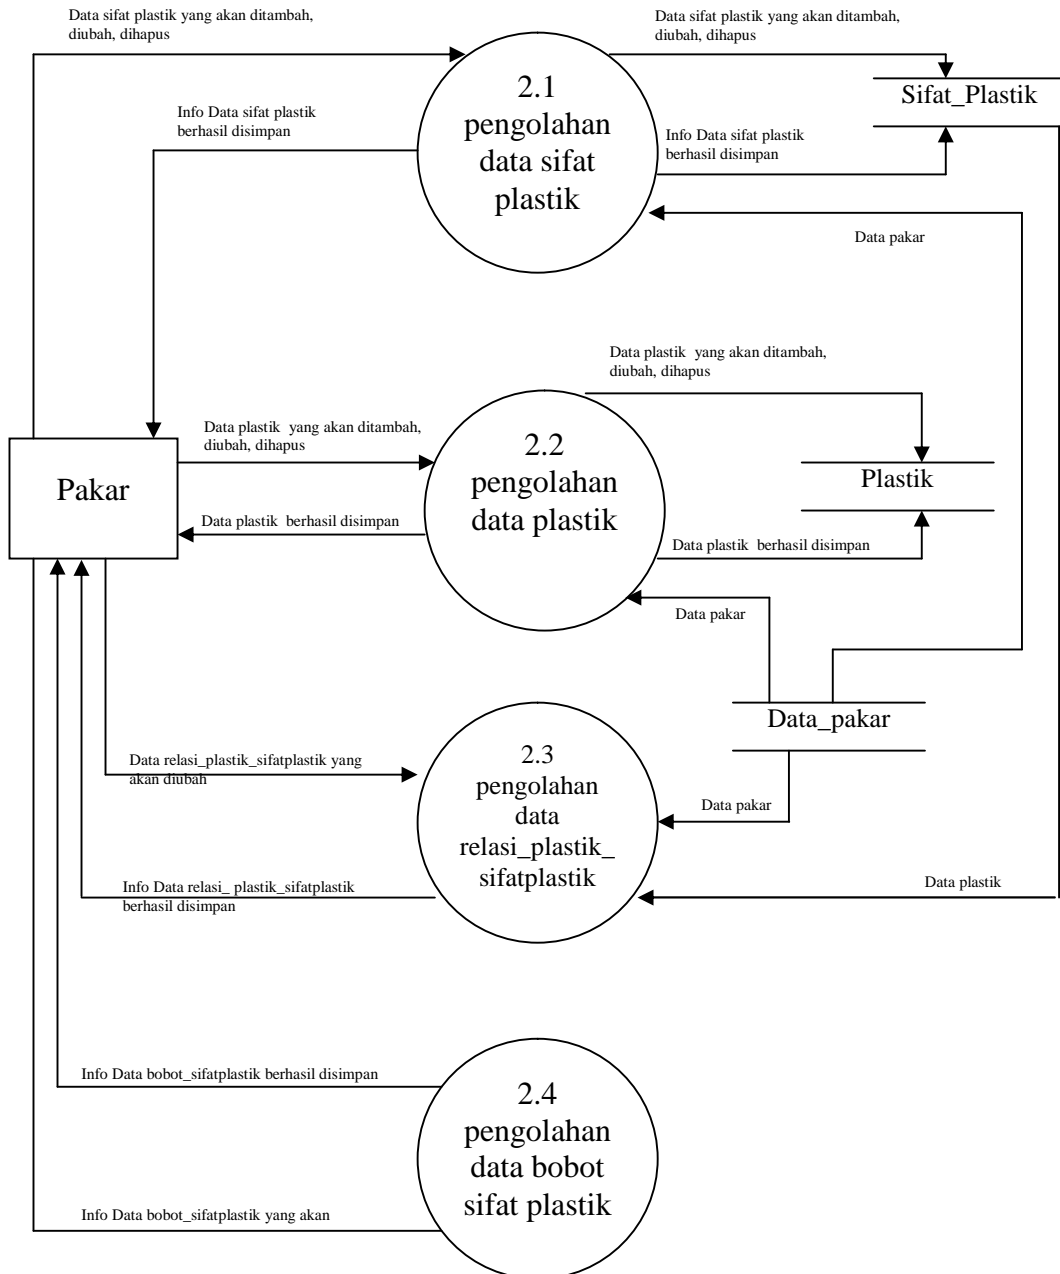 Data sifat plastik yang akan ditambah,
diubah, dihapus
Data sifat plastik yang akan ditambah,
diubah, dihapus
2.1
pengolahan
data sifat
plastik
Sifat_Plastik
Info Data sifat plastik
berhasil disimpan
Info Data sifat plastik
berhasil disimpan
Data pakar
Data plastik yang akan ditambah,
diubah, dihapus
Data plastik yang akan ditambah,
diubah, dihapus
2.2
pengolahan
data plastik
Pakar
Plastik
Data plastik berhasil disimpan
Data plastik berhasil disimpan
Data pakar
Data_pakar
Data relasi_plastik_sifatplastik yang
akan diubah
2.3
pengolahan
data
relasi_plastik_
sifatplastik
Data pakar
Info Data relasi_ plastik_sifatplastik
berhasil disimpan
Data plastik
Info Data bobot_sifatplastik berhasil disimpan
2.4
pengolahan
data bobot
sifat plastik
Info Data bobot_sifatplastik yang akan